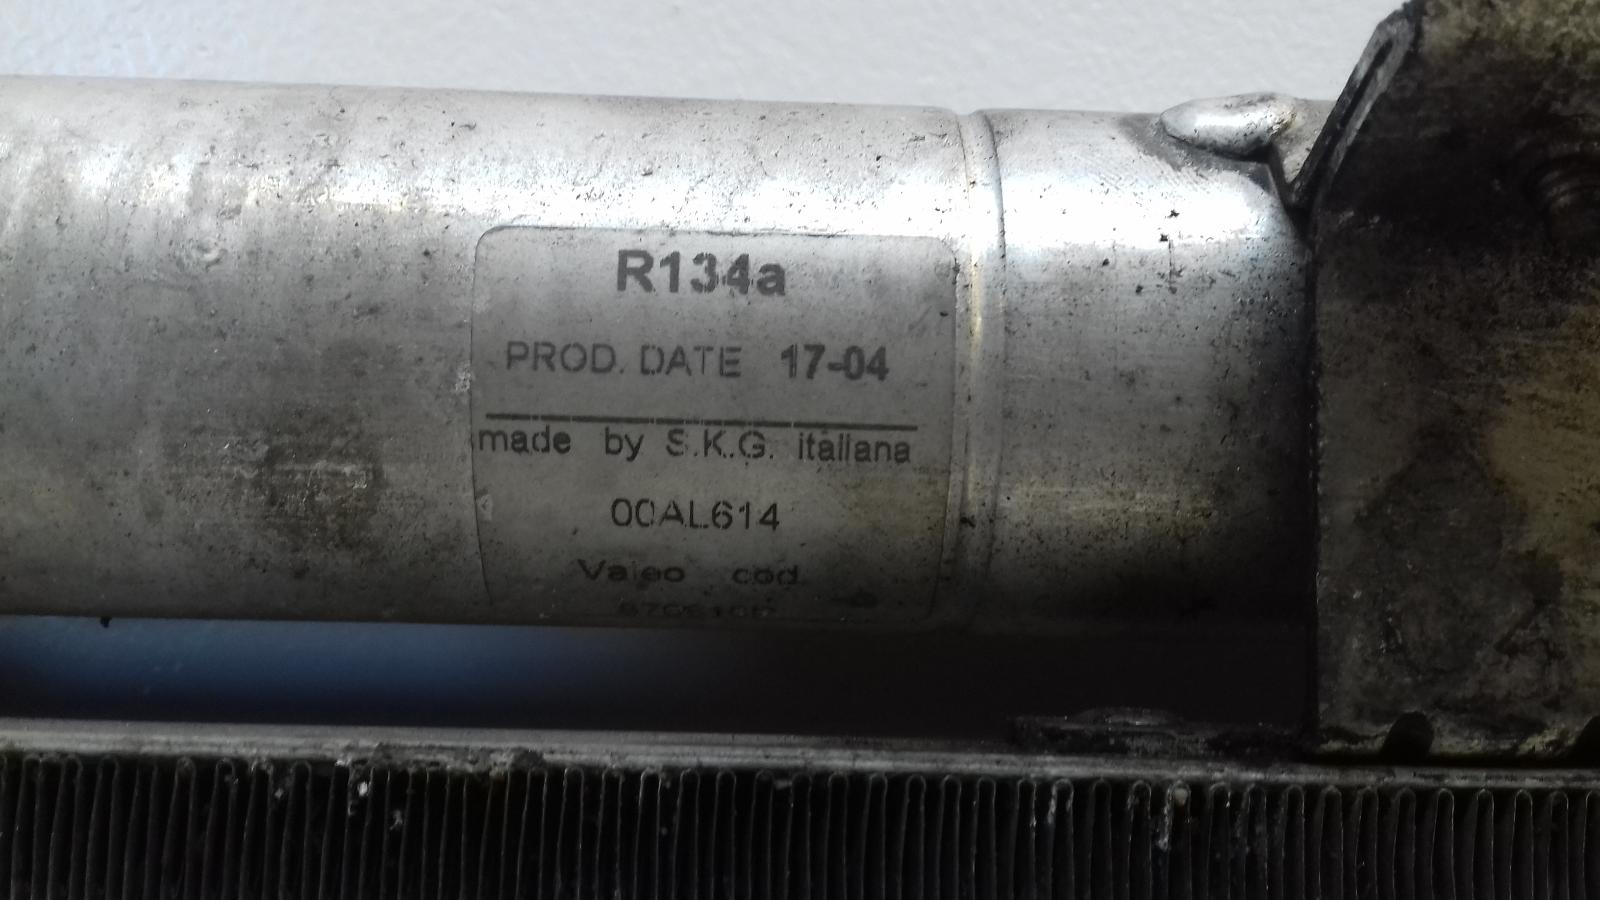 R134a
PROD. DATE 17-04
made by S.K.G. italiana
00AL614
Valeo cod.